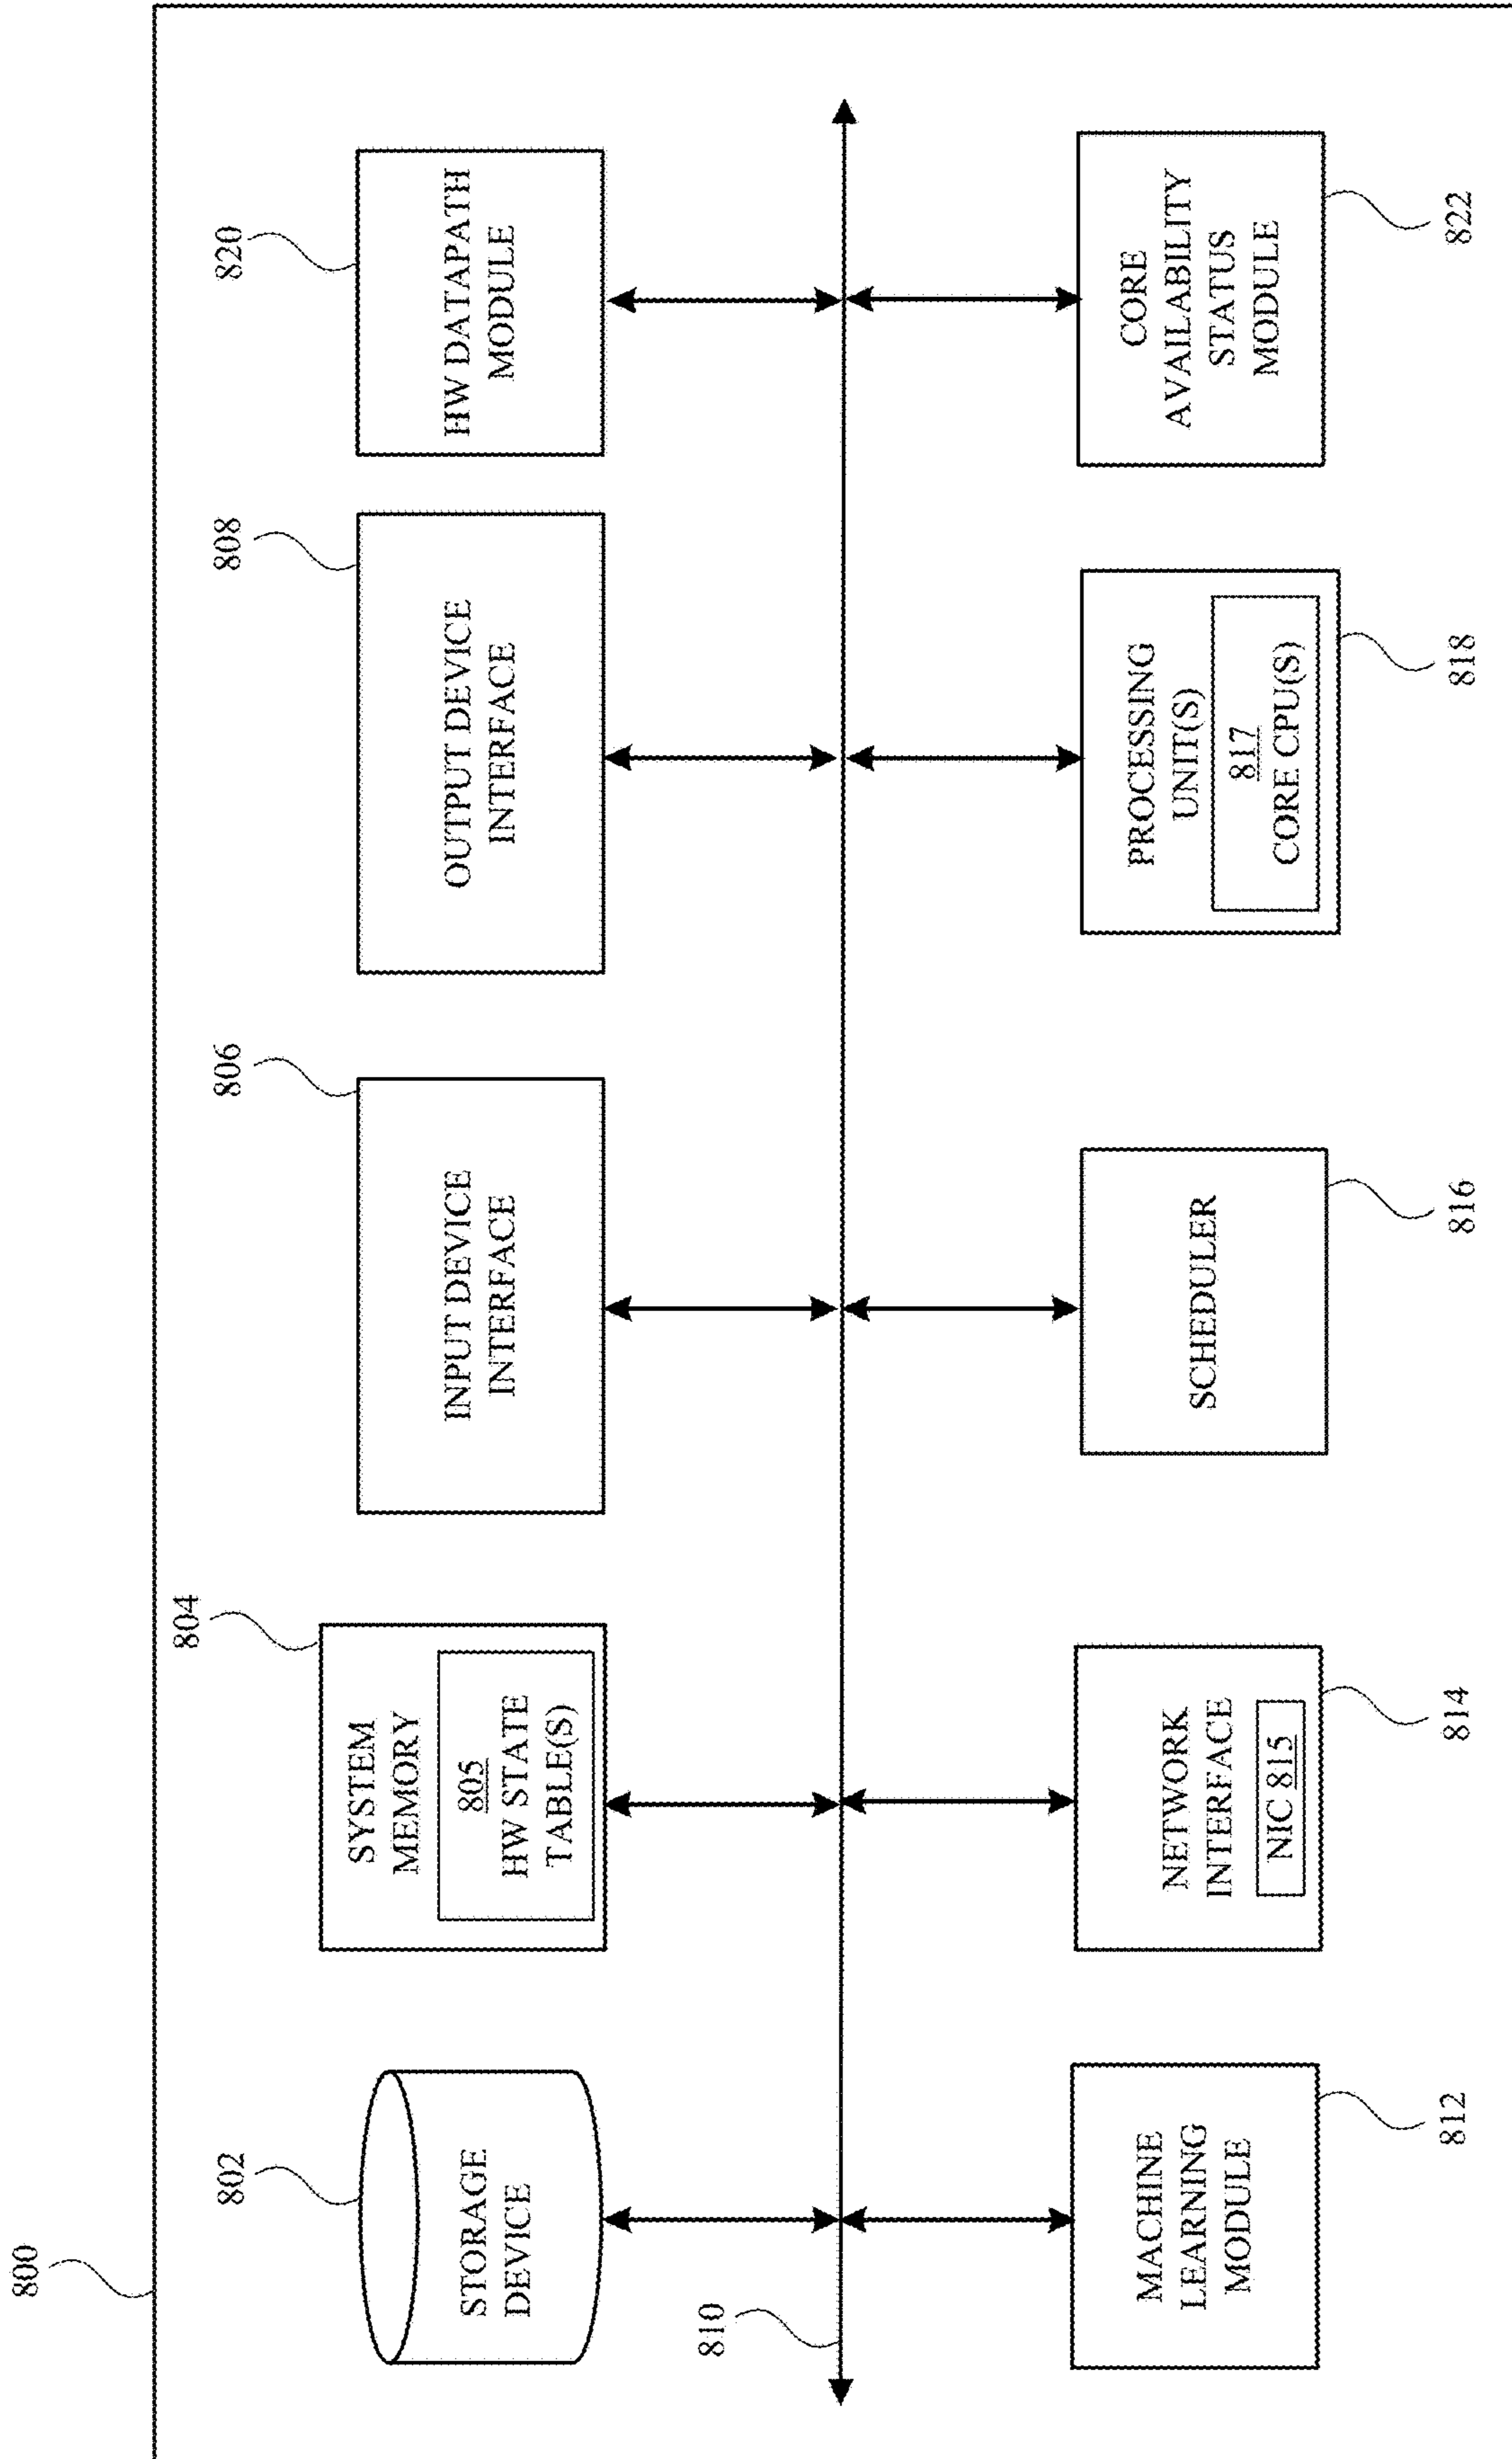 800
802
STORAGE
DEVICE
804
SYSTEM
MEMORY
805
HW STATE
TABLE(S)
806
INPUT DEVICE
INTERFACE
808
OUTPUT DEVICE
INTERFACE
820
HW DATAPATH
MODULE
810
MACHINE
LEARNING
MODULE
812
NETWORK
INTERFACE
NIC 815
814
SCHEDULER
816
PROCESSING
UNIT(S)
817
CORE CPU(S)
818
CORE
AVAILABILITY
STATUS
MODULE
822